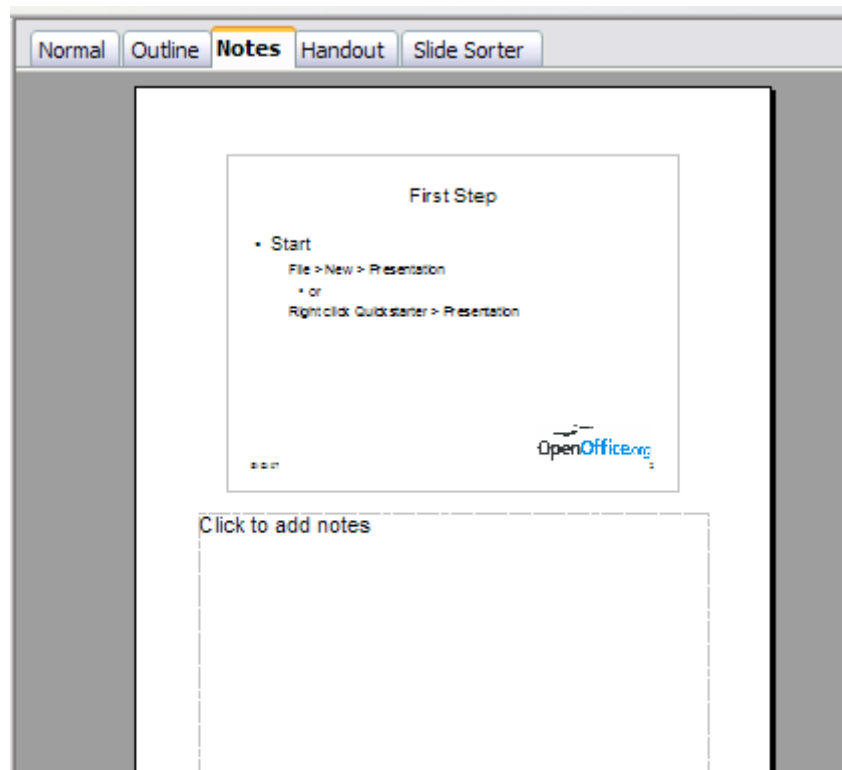 Normal Outline Notes Handout Slide Sorter
First Step
• Start
File > New > Presentation
• or
Right click Quickstarter > Presentation
OpenOffice.org
Click to add notes